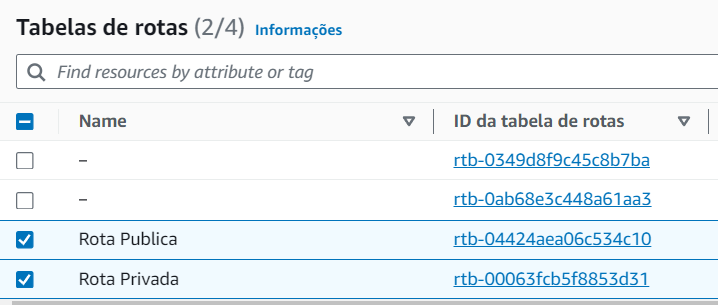 Tabelas de rotas (2/4) Informações
Find resources by attribute or tag
Name ID da tabela de rotas
– rtb-0349d8f9c45c8b7ba
– rtb-0ab68e3c448a61aa3
Rota Publica rtb-04424aea06c534c10
Rota Privada rtb-00063fcb5f8853d31